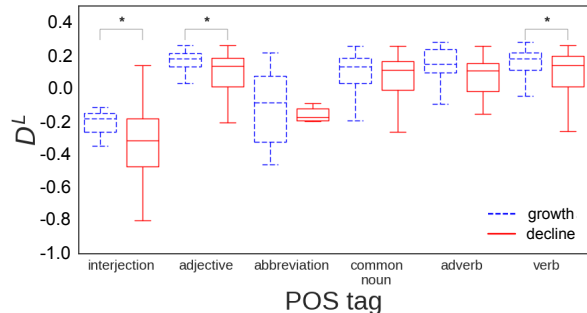 * * *
0.4
0.2
0.0
-0.2
-0.4
-0.6
-0.8
-1.0
D^L
growth
decline
interjection adjective abbreviation common noun adverb verb
POS tag